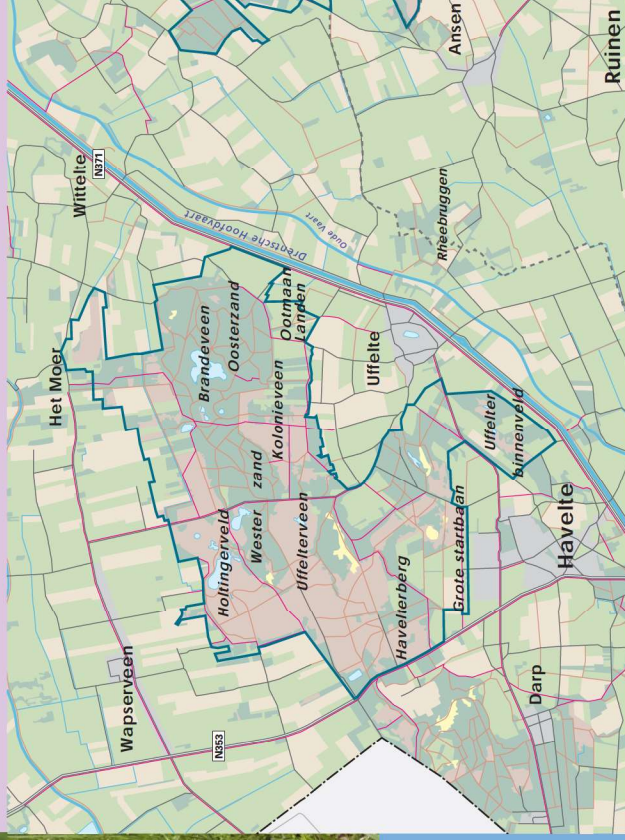 Ruinen
Ansen
Wittelte
N371
Rheebruggen
Drentsche Hoofdvaart
Oude Vaart
Het Moer
Brandeveen
Oosterzand
Ootmaan
landen
Uffelte
Kolonieveen
Uffelter
binnenveld
Holtingerveld
Wester
zand
Uffelterveen
Havelterberg
Grote startbaan
Havelte
Wapserveen
N353
Darp